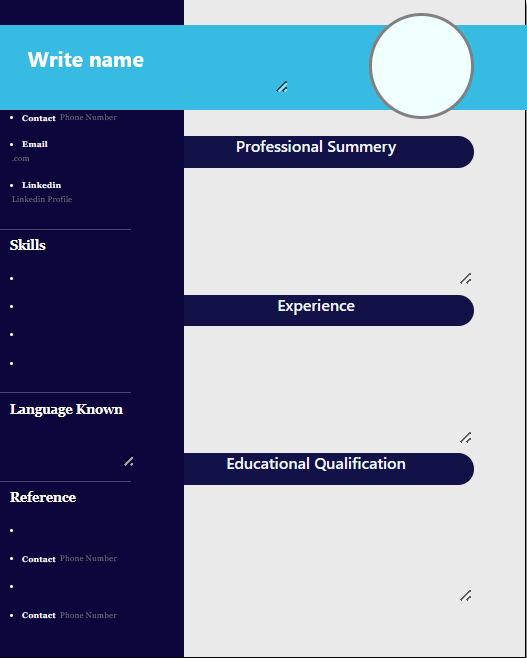 Write name
Contact Phone Number
Email
.com
Linkedin
Linkedin Profile
Skills
Language Known
Reference
Contact Phone Number
Contact Phone Number
Professional Summery
Experience
Educational Qualification